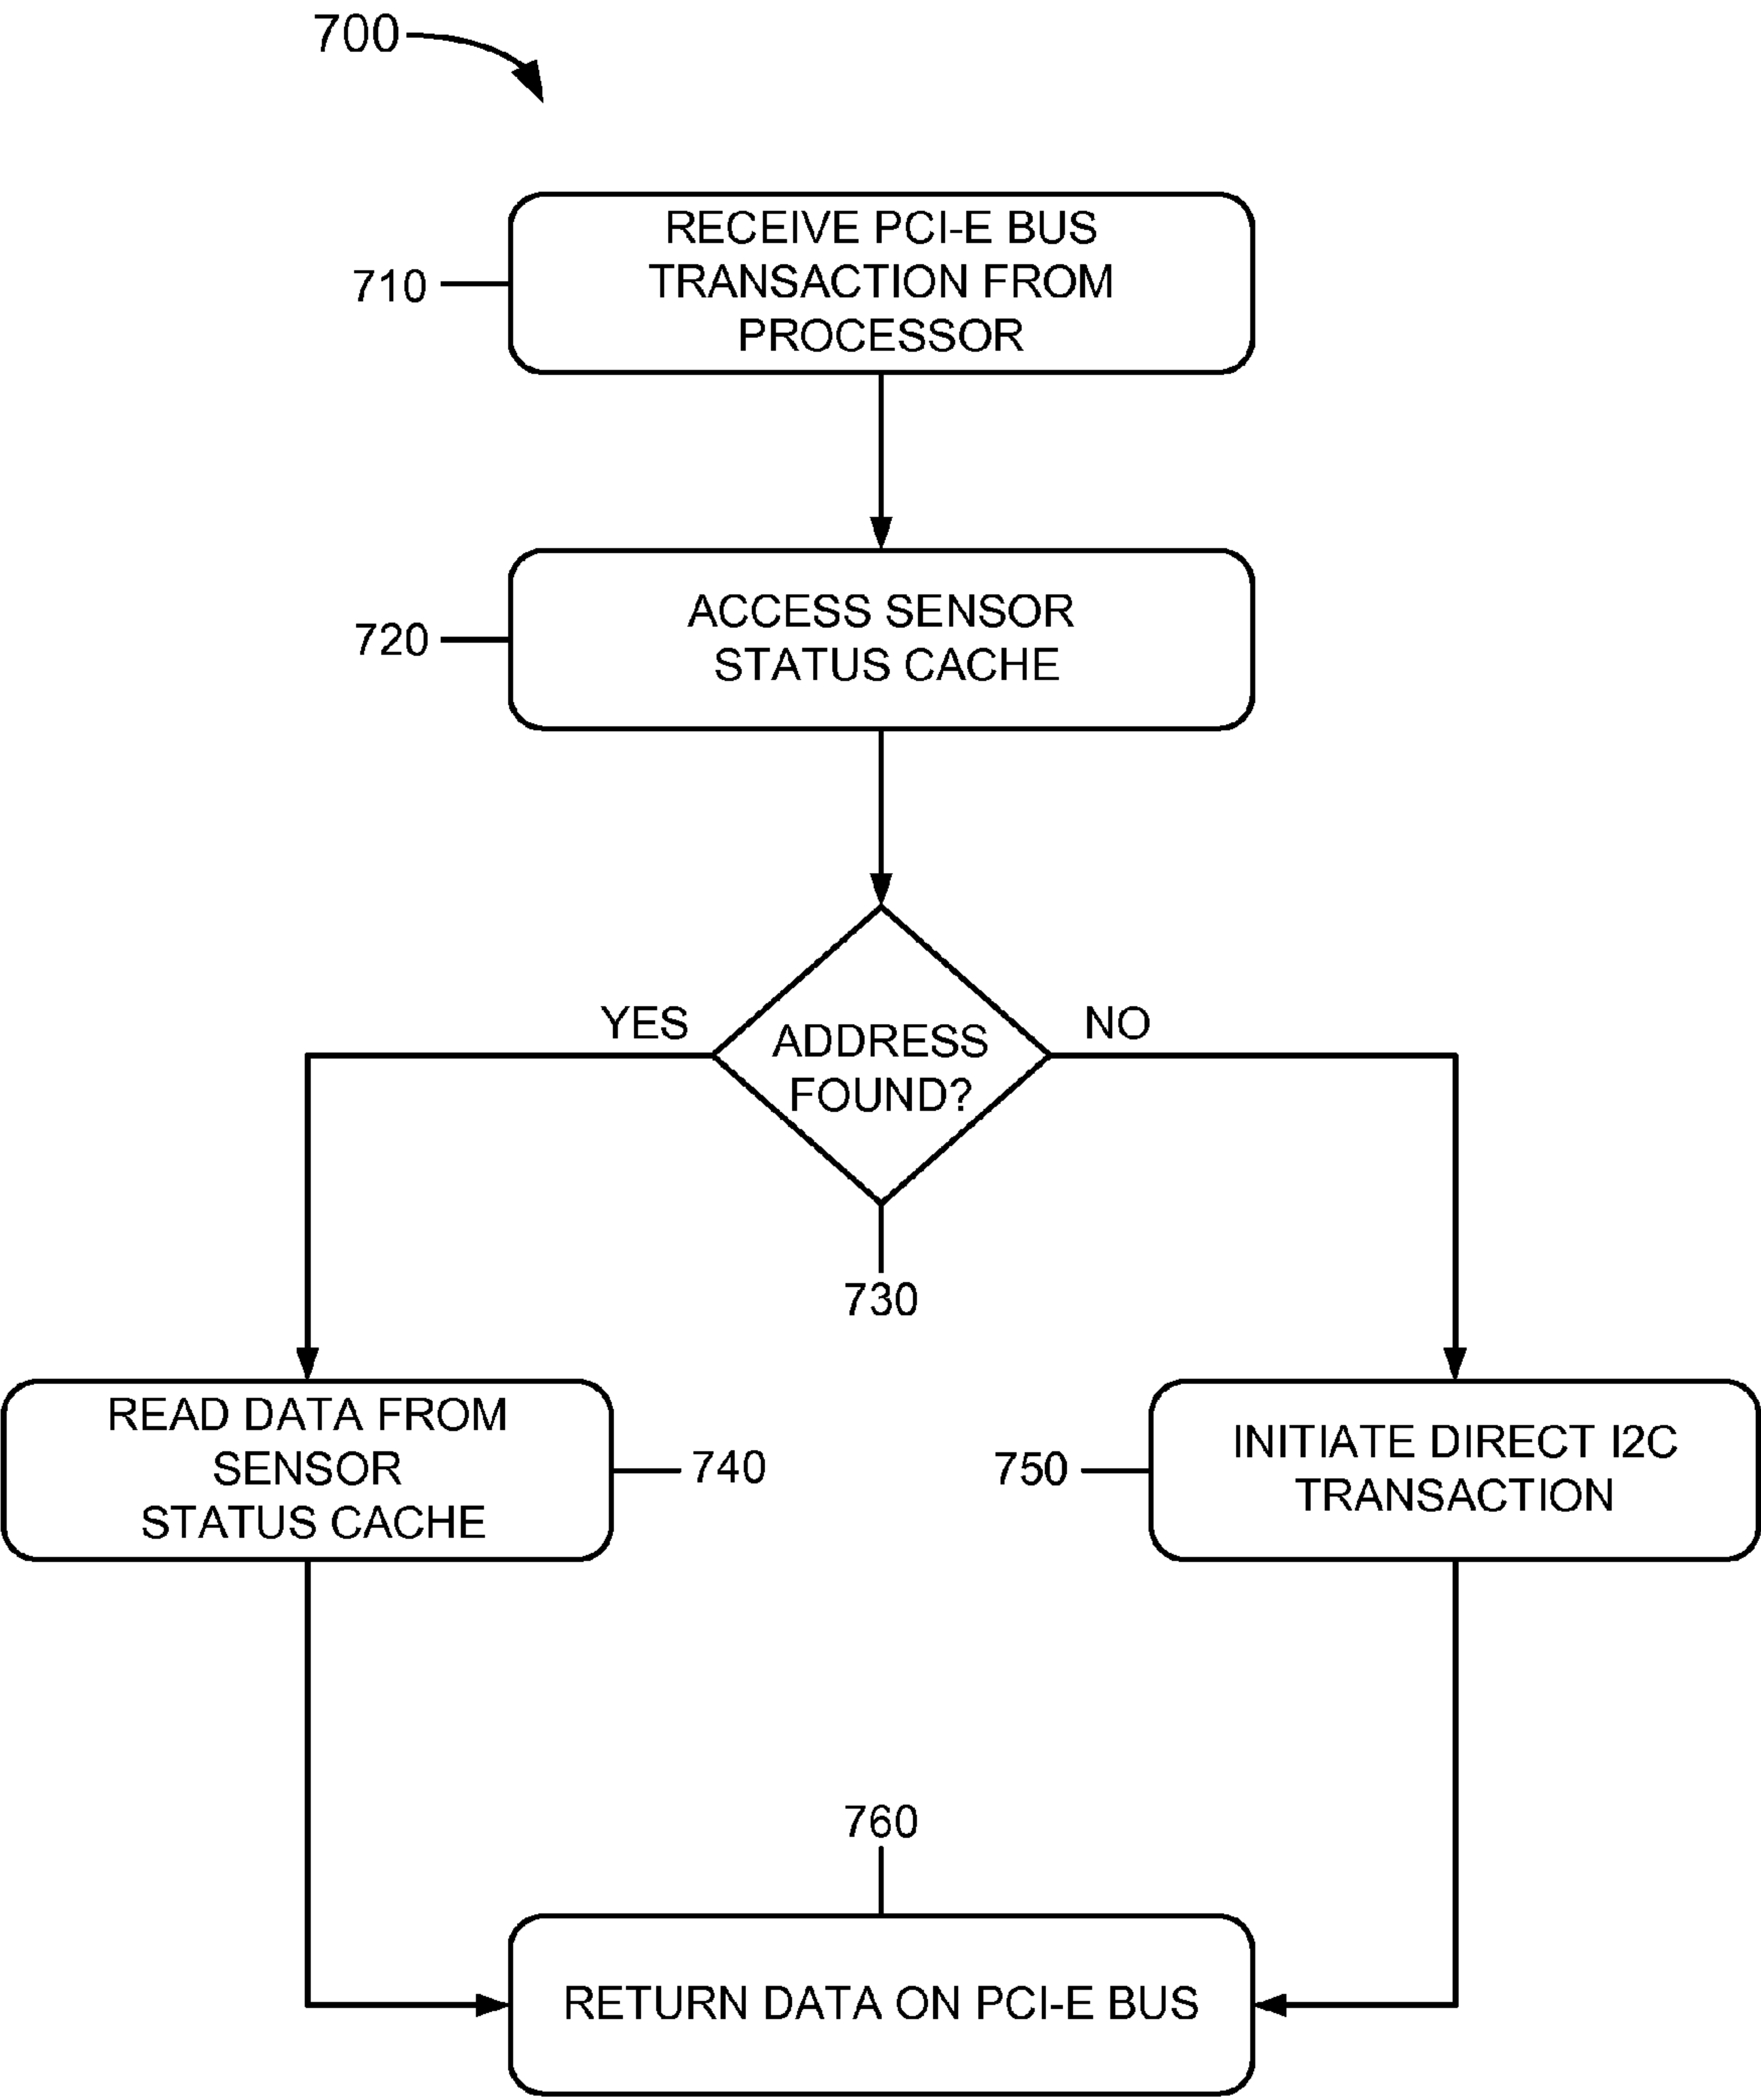 700
RECEIVE PCI-E BUS
TRANSACTION FROM
PROCESSOR
710
ACCESS SENSOR
STATUS CACHE
720
YES
NO
ADDRESS
FOUND?
730
READ DATA FROM
SENSOR
STATUS CACHE
740
750
INITIATE DIRECT I2C
TRANSACTION
760
RETURN DATA ON PCI-E BUS